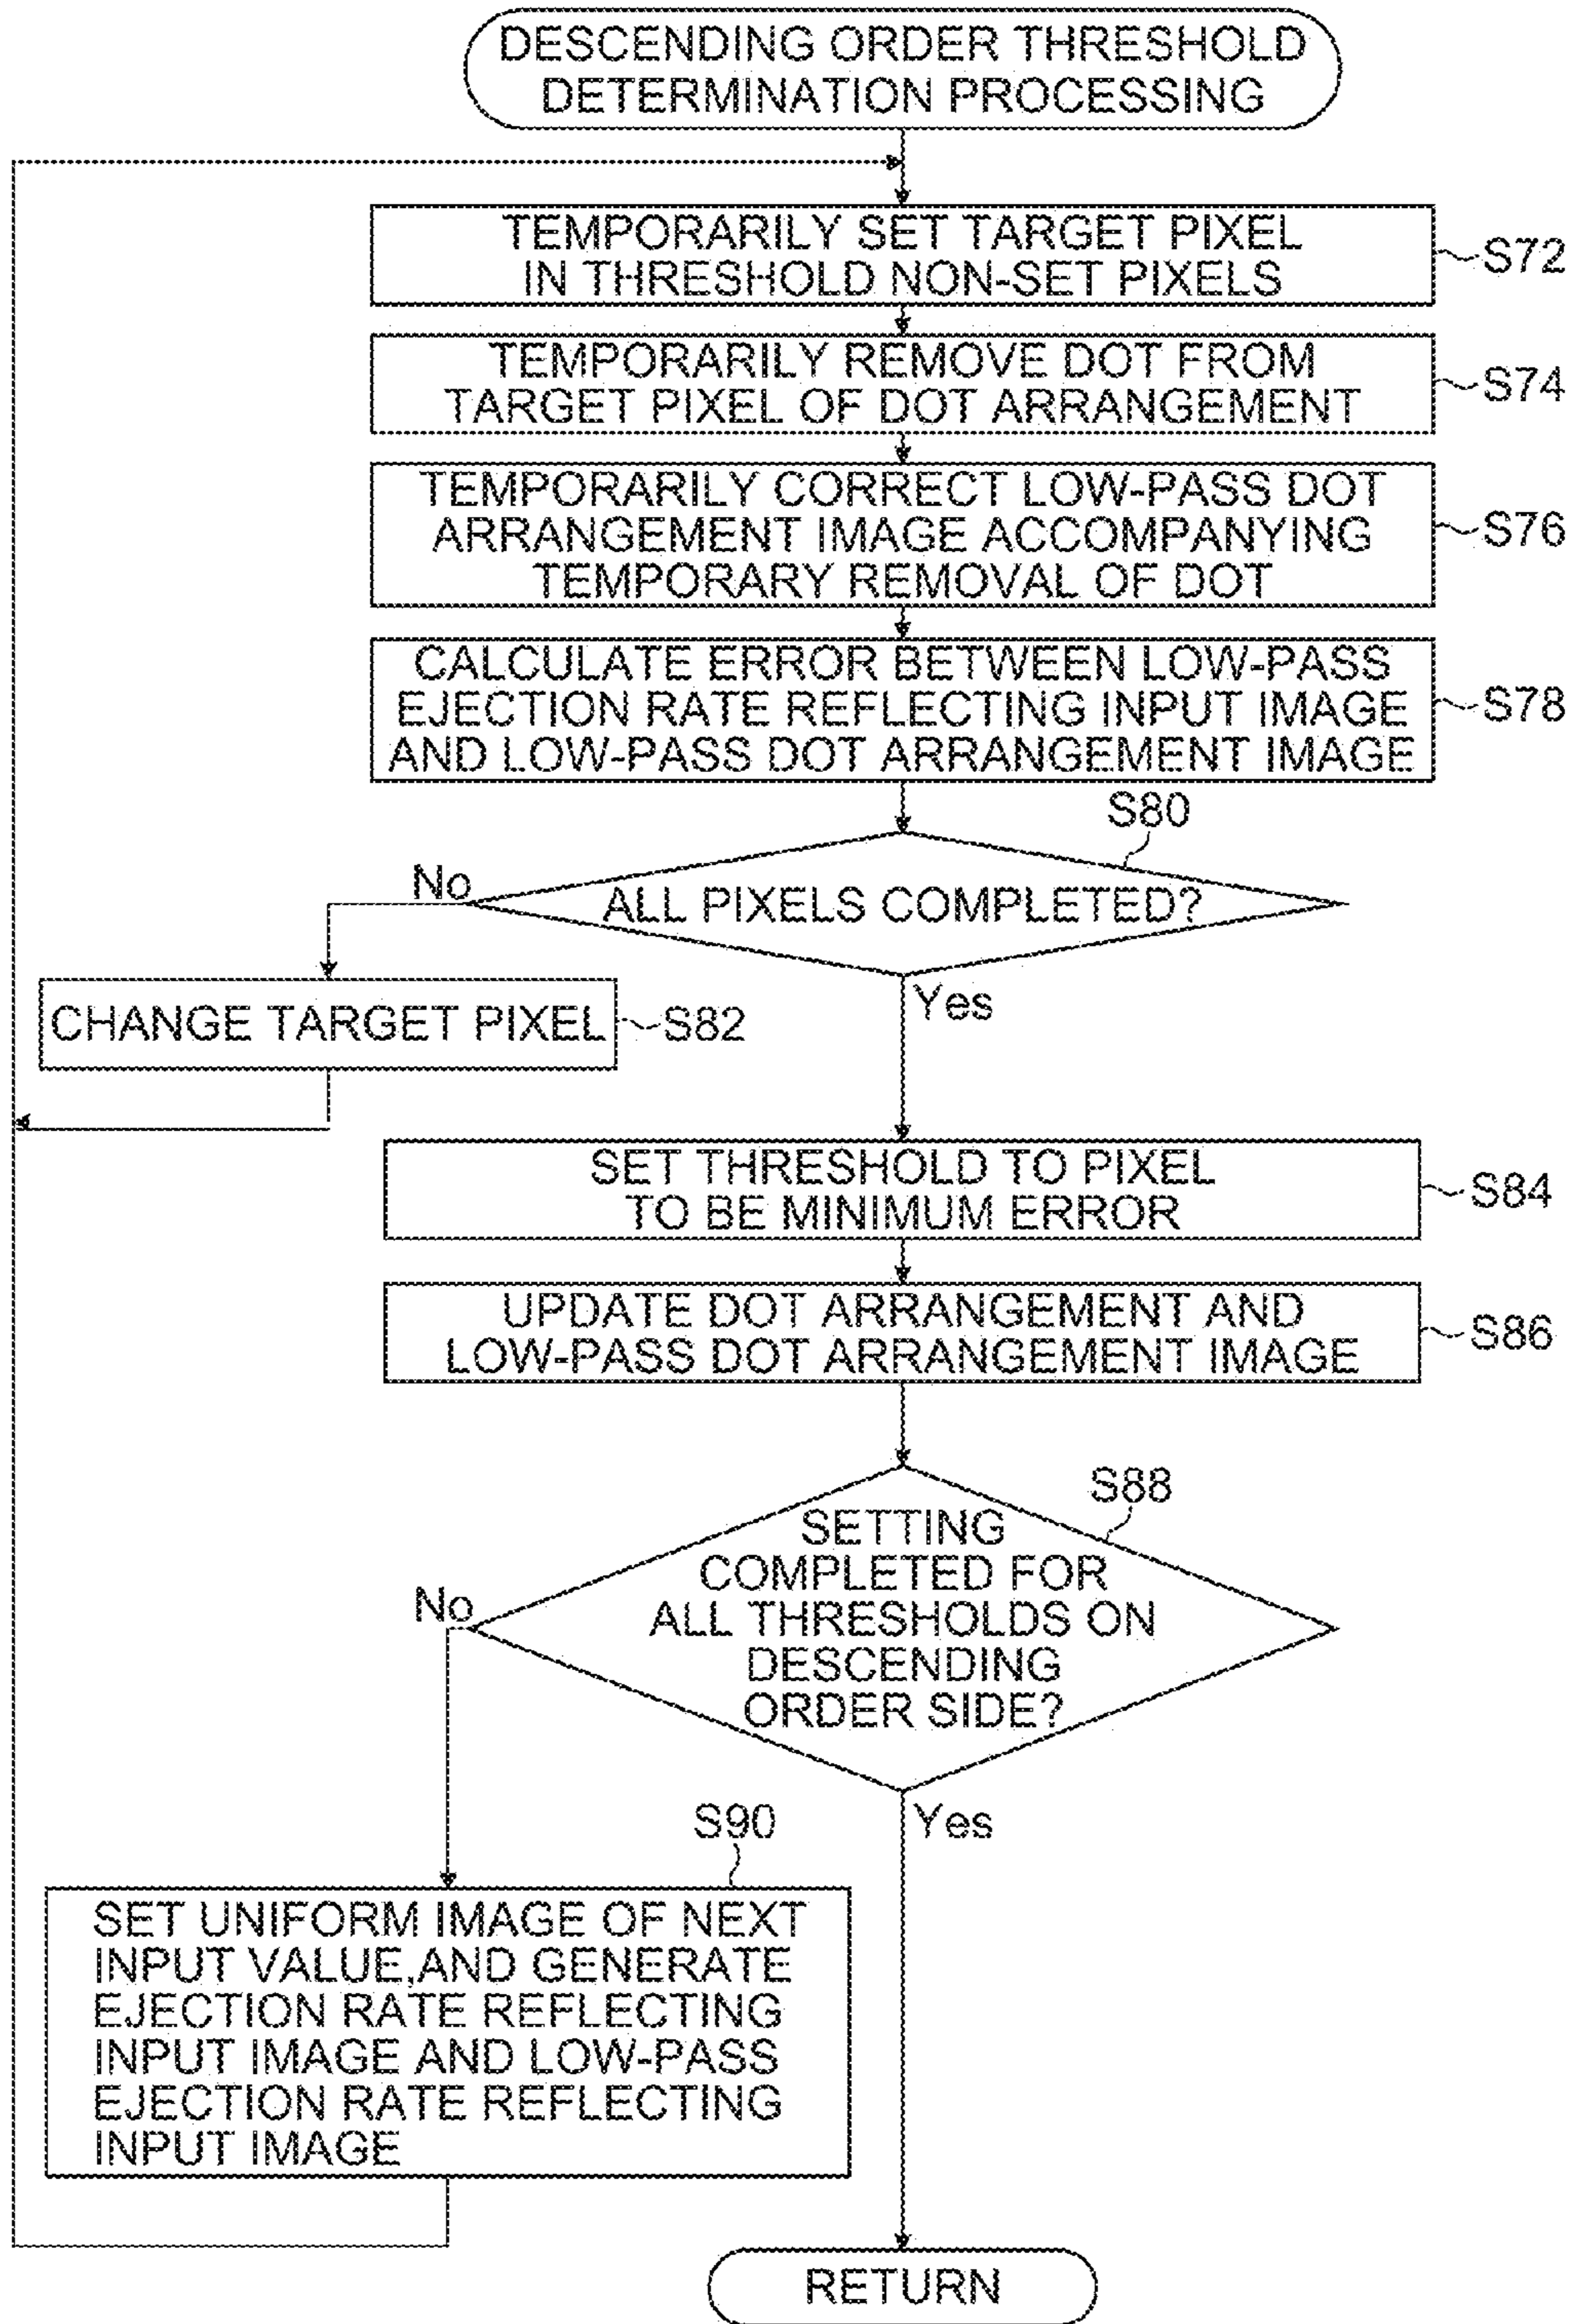 DESCENDING ORDER THRESHOLD
DETERMINATION PROCESSING
TEMPORARILY SET TARGET PIXEL
IN THRESHOLD NON-SET PIXELS
S72
TEMPORARILY REMOVE DOT FROM
TARGET PIXEL OF DOT ARRANGEMENT
S74
TEMPORARILY CORRECT LOW-PASS DOT
ARRANGEMENT IMAGE ACCOMPANYING
TEMPORARY REMOVAL OF DOT
S76
CALCULATE ERROR BETWEEN LOW-PASS
EJECTION RATE REFLECTING INPUT IMAGE
AND LOW-PASS DOT ARRANGEMENT IMAGE
S78
S80
No
ALL PIXELS COMPLETED?
Yes
CHANGE TARGET PIXEL
S82
SET THRESHOLD TO PIXEL
TO BE MINIMUM ERROR
S84
UPDATE DOT ARRANGEMENT AND
LOW-PASS DOT ARRANGEMENT IMAGE
S86
S88
SETTING
COMPLETED FOR
ALL THRESHOLDS ON
DESCENDING
ORDER SIDE?
No
Yes
S90
SET UNIFORM IMAGE OF NEXT
INPUT VALUE,AND GENERATE
EJECTION RATE REFLECTING
INPUT IMAGE AND LOW-PASS
EJECTION RATE REFLECTING
INPUT IMAGE
RETURN